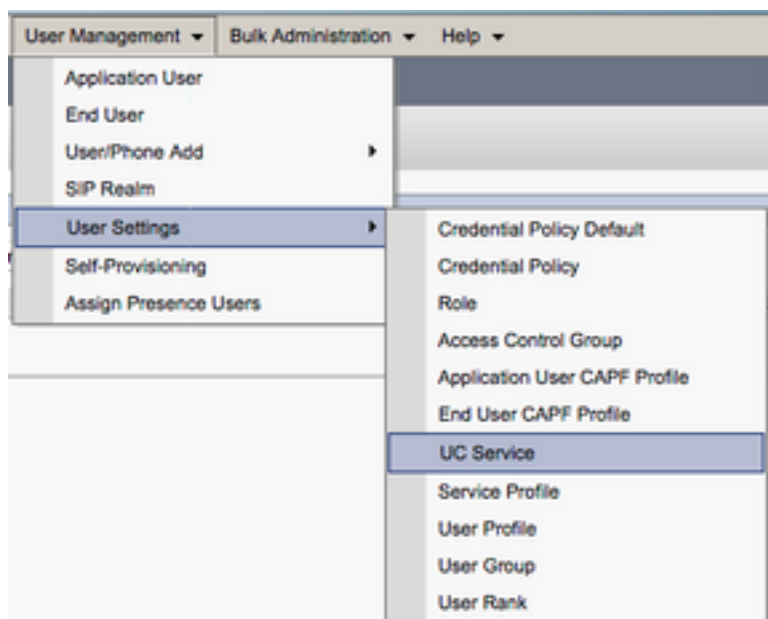 User Management Bulk Administration Help
Application User
End User
User/Phone Add
SIP Realm
User Settings
Self-Provisioning
Assign Presence Users
Credential Policy Default
Credential Policy
Role
Access Control Group
Application User CAPF Profile
End User CAPF Profile
UC Service
Service Profile
User Profile
User Group
User Rank